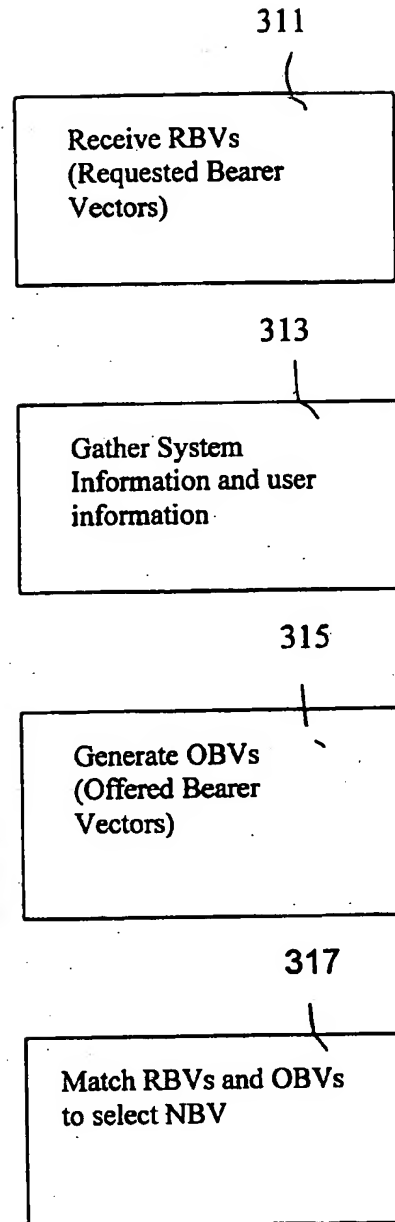 311
Receive RBVs
(Requested Bearer
Vectors)
313
Gather System
Information and user
information
315
Generate OBVs
(Offered Bearer
Vectors)
317
Match RBVs and OBVs
to select NBV